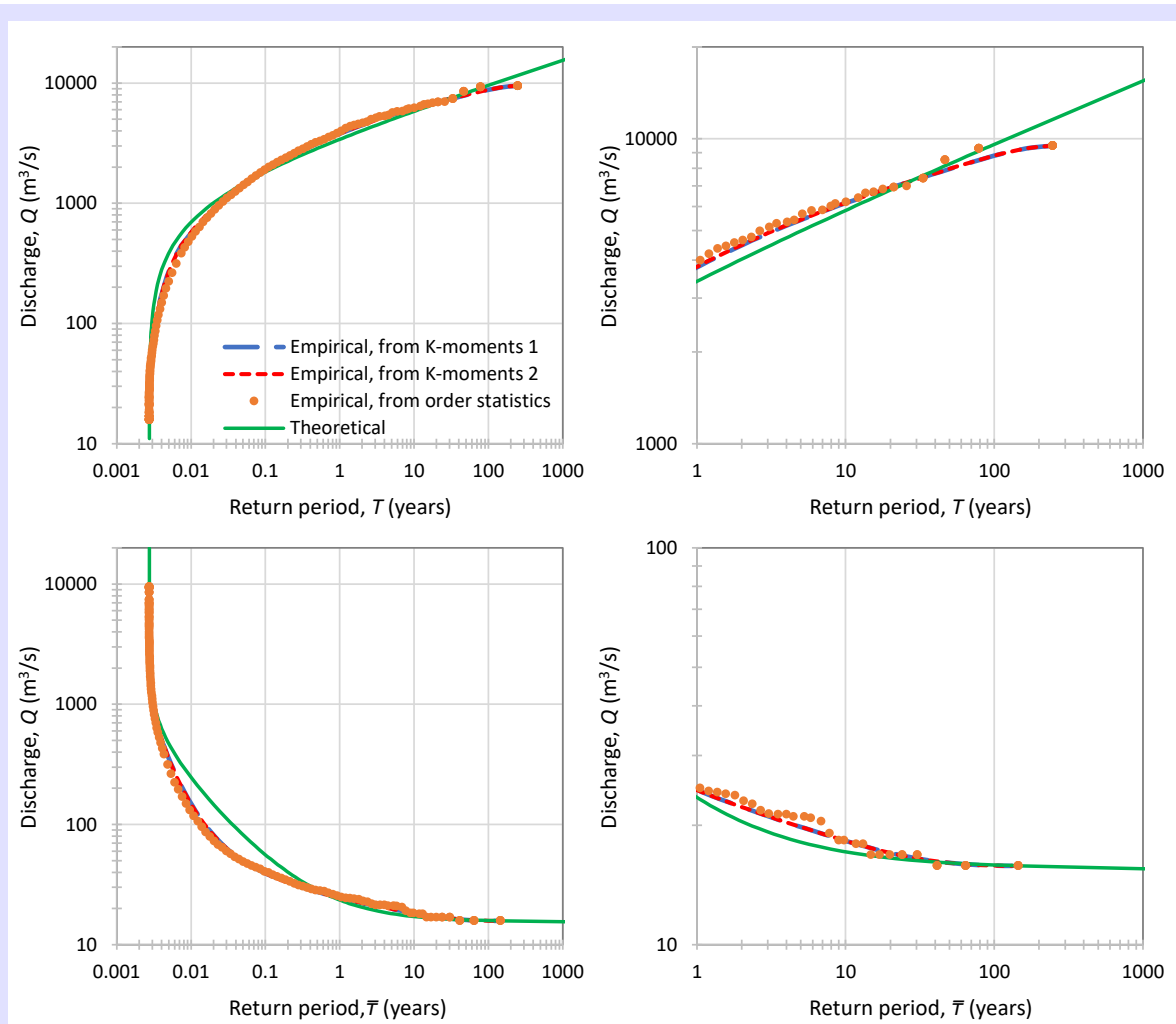 10000
1000
100
10
0.001 0.01 0.1 1 10 100 1000
Discharge, Q (m³/s)
Return period, T (years)
Empirical, from K-moments 1
Empirical, from K-moments 2
Empirical, from order statistics
Theoretical
10000
1000
1 10 100 1000
Discharge, Q (m³/s)
Return period, T (years)
10000
1000
100
10
0.001 0.01 0.1 1 10 100 1000
Discharge, Q (m³/s)
Return period, T̅ (years)
100
10
1 10 100 1000
Discharge, Q (m³/s)
Return period, T̅ (years)